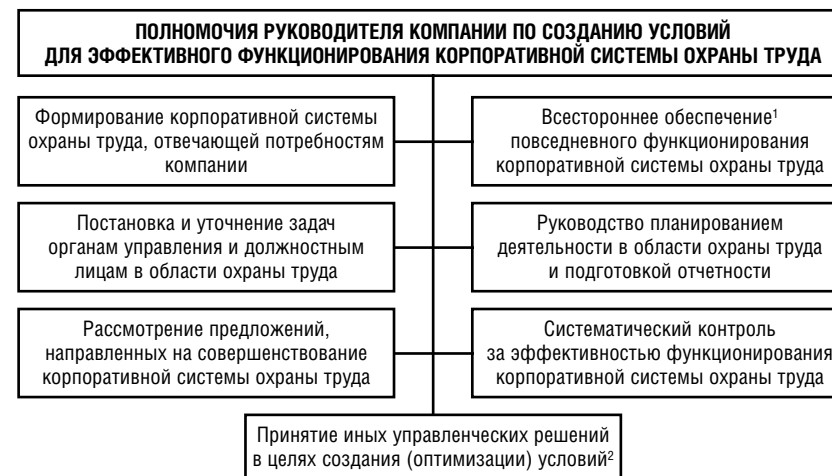 ПОЛНОМОЧИЯ РУКОВОДИТЕЛЯ КОМПАНИИ ПО СОЗДАНИЮ УСЛОВИЙ
ДЛЯ ЭФФЕКТИВНОГО ФУНКЦИОНИРОВАНИЯ КОРПОРАТИВНОЙ СИСТЕМЫ ОХРАНЫ ТРУДА
Формирование корпоративной системы
охраны труда, отвечающей потребностям
компании
Всестороннее обеспечение¹
повседневного функционирования
корпоративной системы охраны труда
Постановка и уточнение задач
органам управления и должностным
лицам в области охраны труда
Руководство планированием
деятельности в области охраны труда
и подготовкой отчетности
Рассмотрение предложений,
направленных на совершенствование
корпоративной системы охраны труда
Систематический контроль
за эффективностью функционирования
корпоративной системы охраны труда
Принятие иных управленческих решений
в целях создания (оптимизации) условий²